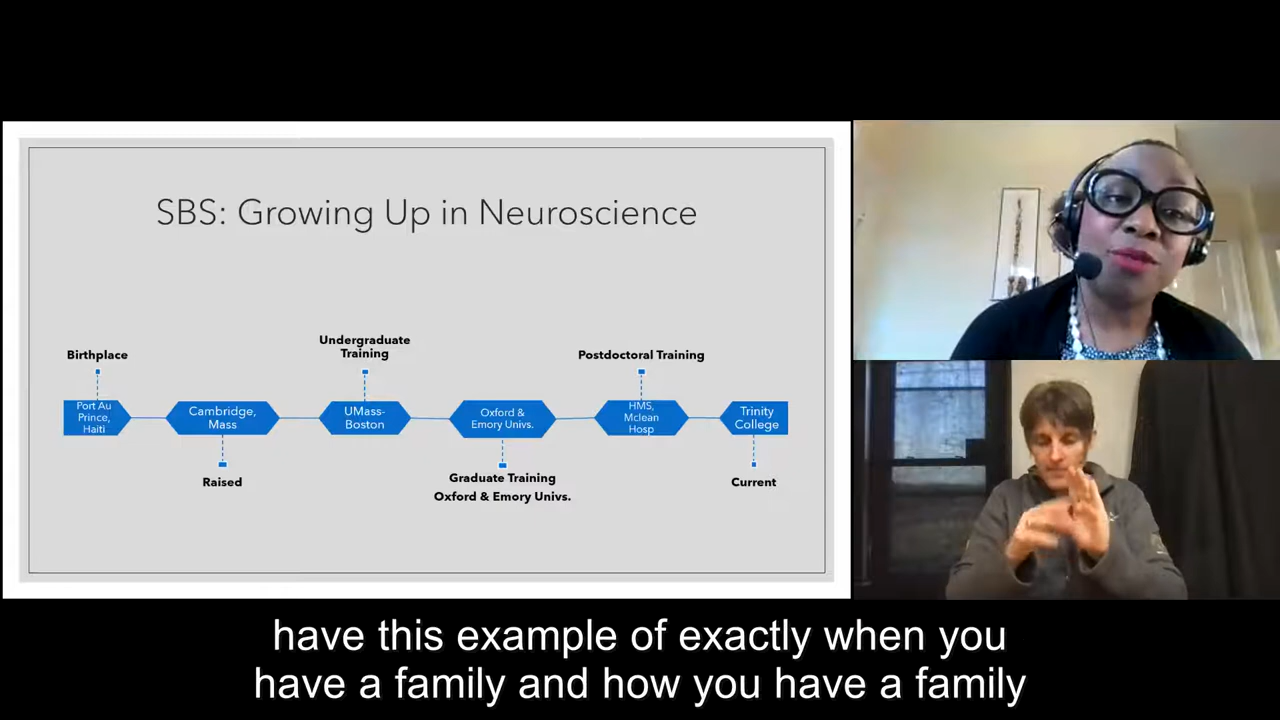 SBS: Growing Up in Neuroscience
Birthplace
Undergraduate
Training
Postdoctoral Training
Port Au
Prince,
Haiti
Cambridge,
Mass
UMass-
Boston
Oxford &
Emory Univs.
HMS,
Mclean
Hosp
Trinity
College
Raised
Graduate Training
Oxford & Emory Univs.
Current
have this example of exactly when you
have a family and how you have a family